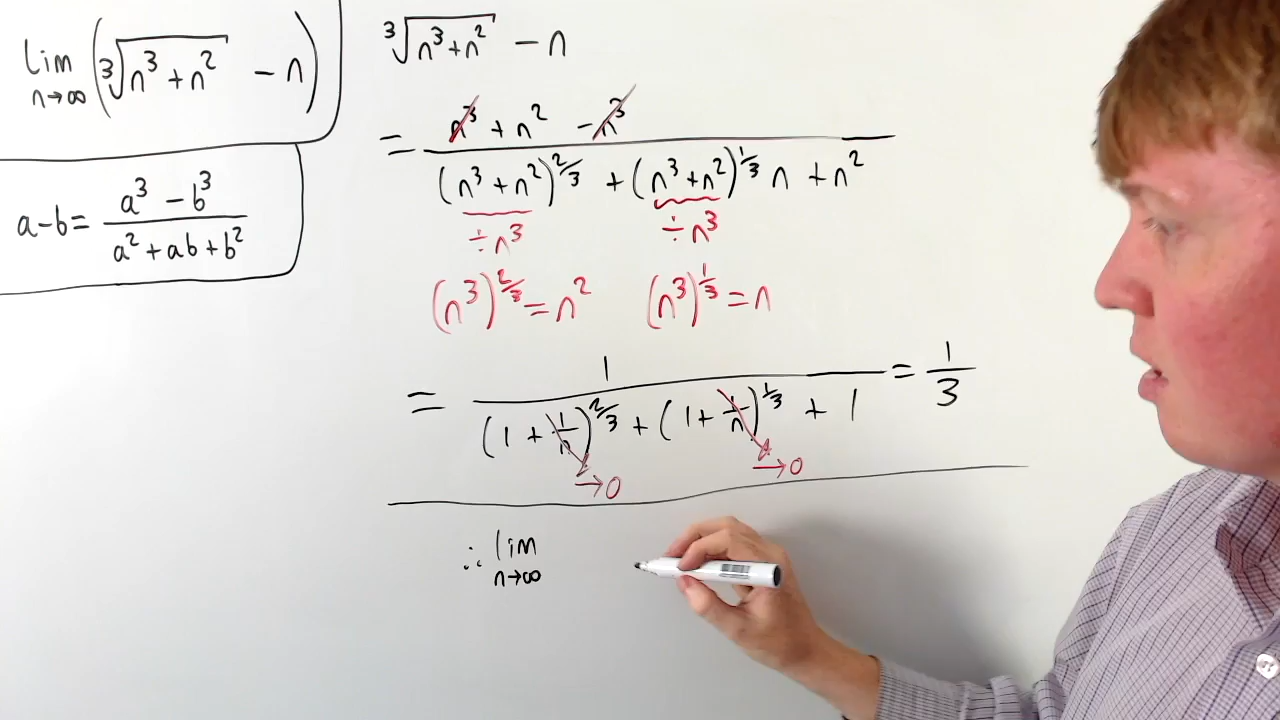 lim n→∞ (∛(n³ + n²) − n)
a−b = (a³ − b³)/(a² + ab + b²)
∛(n³+n²) − n
= (n³ + n² − n³)/((n³ + n²)^(2/3) + (n³ + n²)^(1/3) n + n²)
÷n³ ÷n³
(n³)^(2/3) = n² (n³)^(1/3) = n
= 1/((1 + 1/n)^(2/3) + (1 + 1/n)^(1/3) + 1) = 1/3
→0 →0
∴ lim n→∞